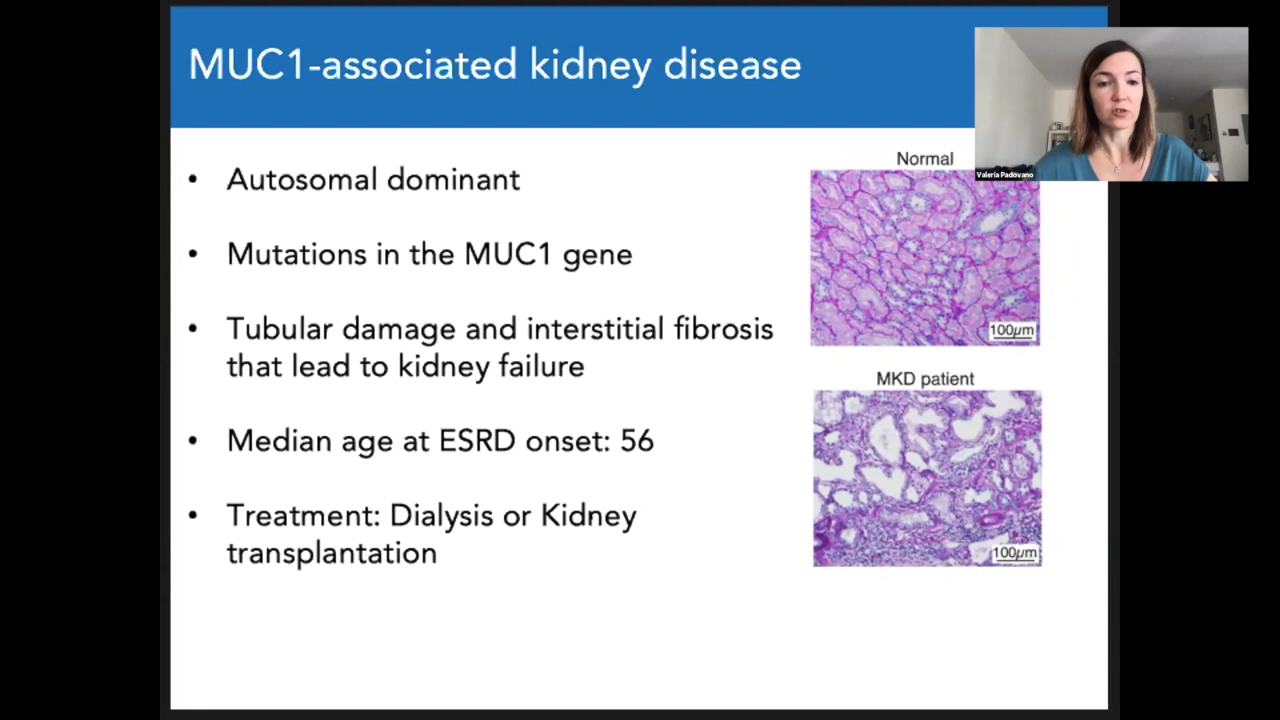 MUC1-associated kidney disease
• Autosomal dominant
• Mutations in the MUC1 gene
• Tubular damage and interstitial fibrosis
that lead to kidney failure
• Median age at ESRD onset: 56
• Treatment: Dialysis or Kidney
transplantation
Normal
100µm
MKD patient
100µm
Valeria Padovano